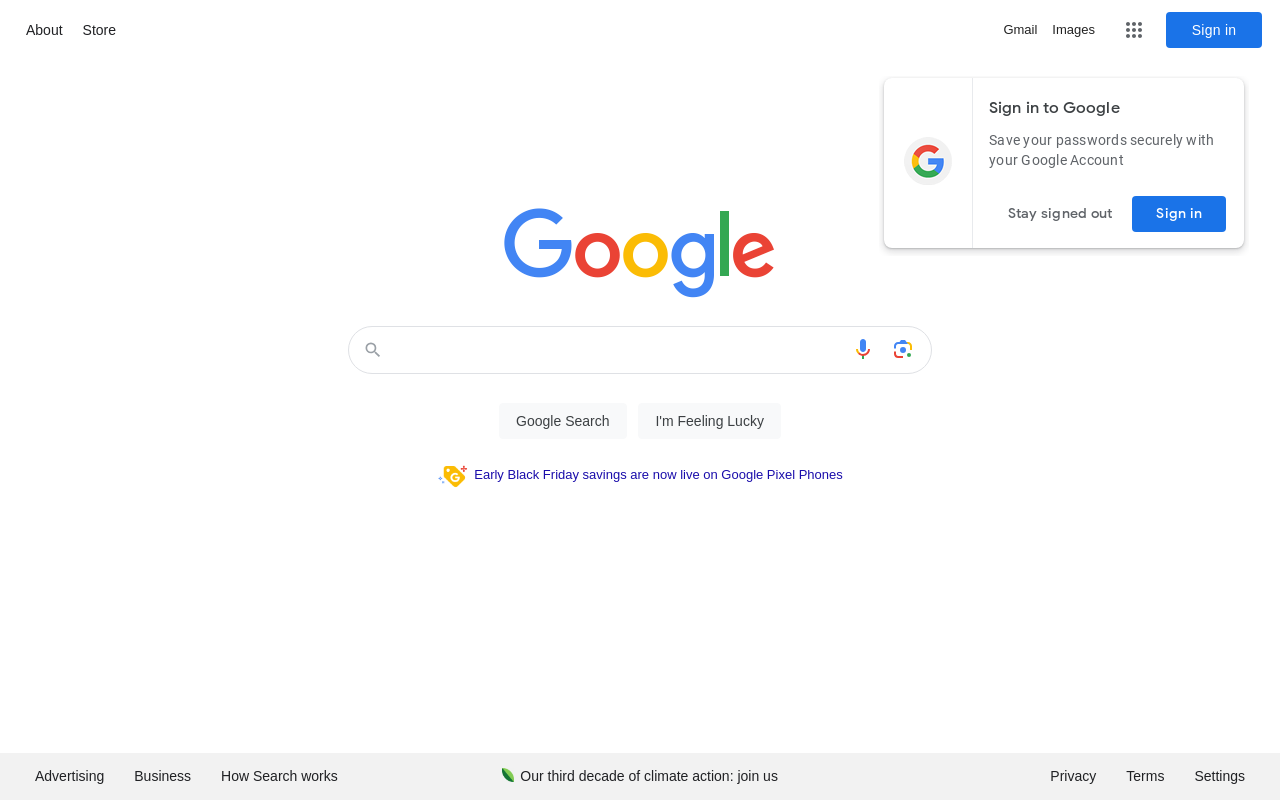 About Store Gmail Images Sign in
Sign in to Google
Save your passwords securely with
your Google Account
Stay signed out Sign in
Google
Google Search I'm Feeling Lucky
Early Black Friday savings are now live on Google Pixel Phones
Advertising Business How Search works Our third decade of climate action: join us Privacy Terms Settings